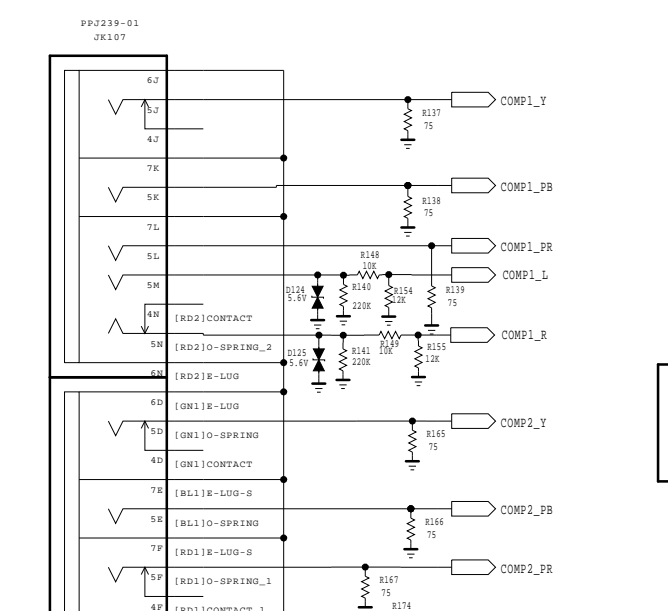 PPJ239-01
JK107
6J
COMP1_Y
5J
R137
75
4J
7K
COMP1_PB
5K
R138
75
7L
COMP1_PR
5L
R148
10K
COMP1_L
5M
D124
5.6V
R140
220K
R154
12K
R139
75
4N [RD2]CONTACT
COMP1_R
5N [RD2]O-SPRING_2
D125
5.6V
R141
220K
R149
10K
R155
12K
6N [RD2]E-LUG
6D [GN1]E-LUG
COMP2_Y
5D [GN1]O-SPRING
R165
75
4D [GN1]CONTACT
7E [BL1]E-LUG-S
COMP2_PB
5E [BL1]O-SPRING
R166
75
7F [RD1]E-LUG-S
COMP2_PR
5F [RD1]O-SPRING_1
R167
75
4F [RD1]CONTACT_1
R174